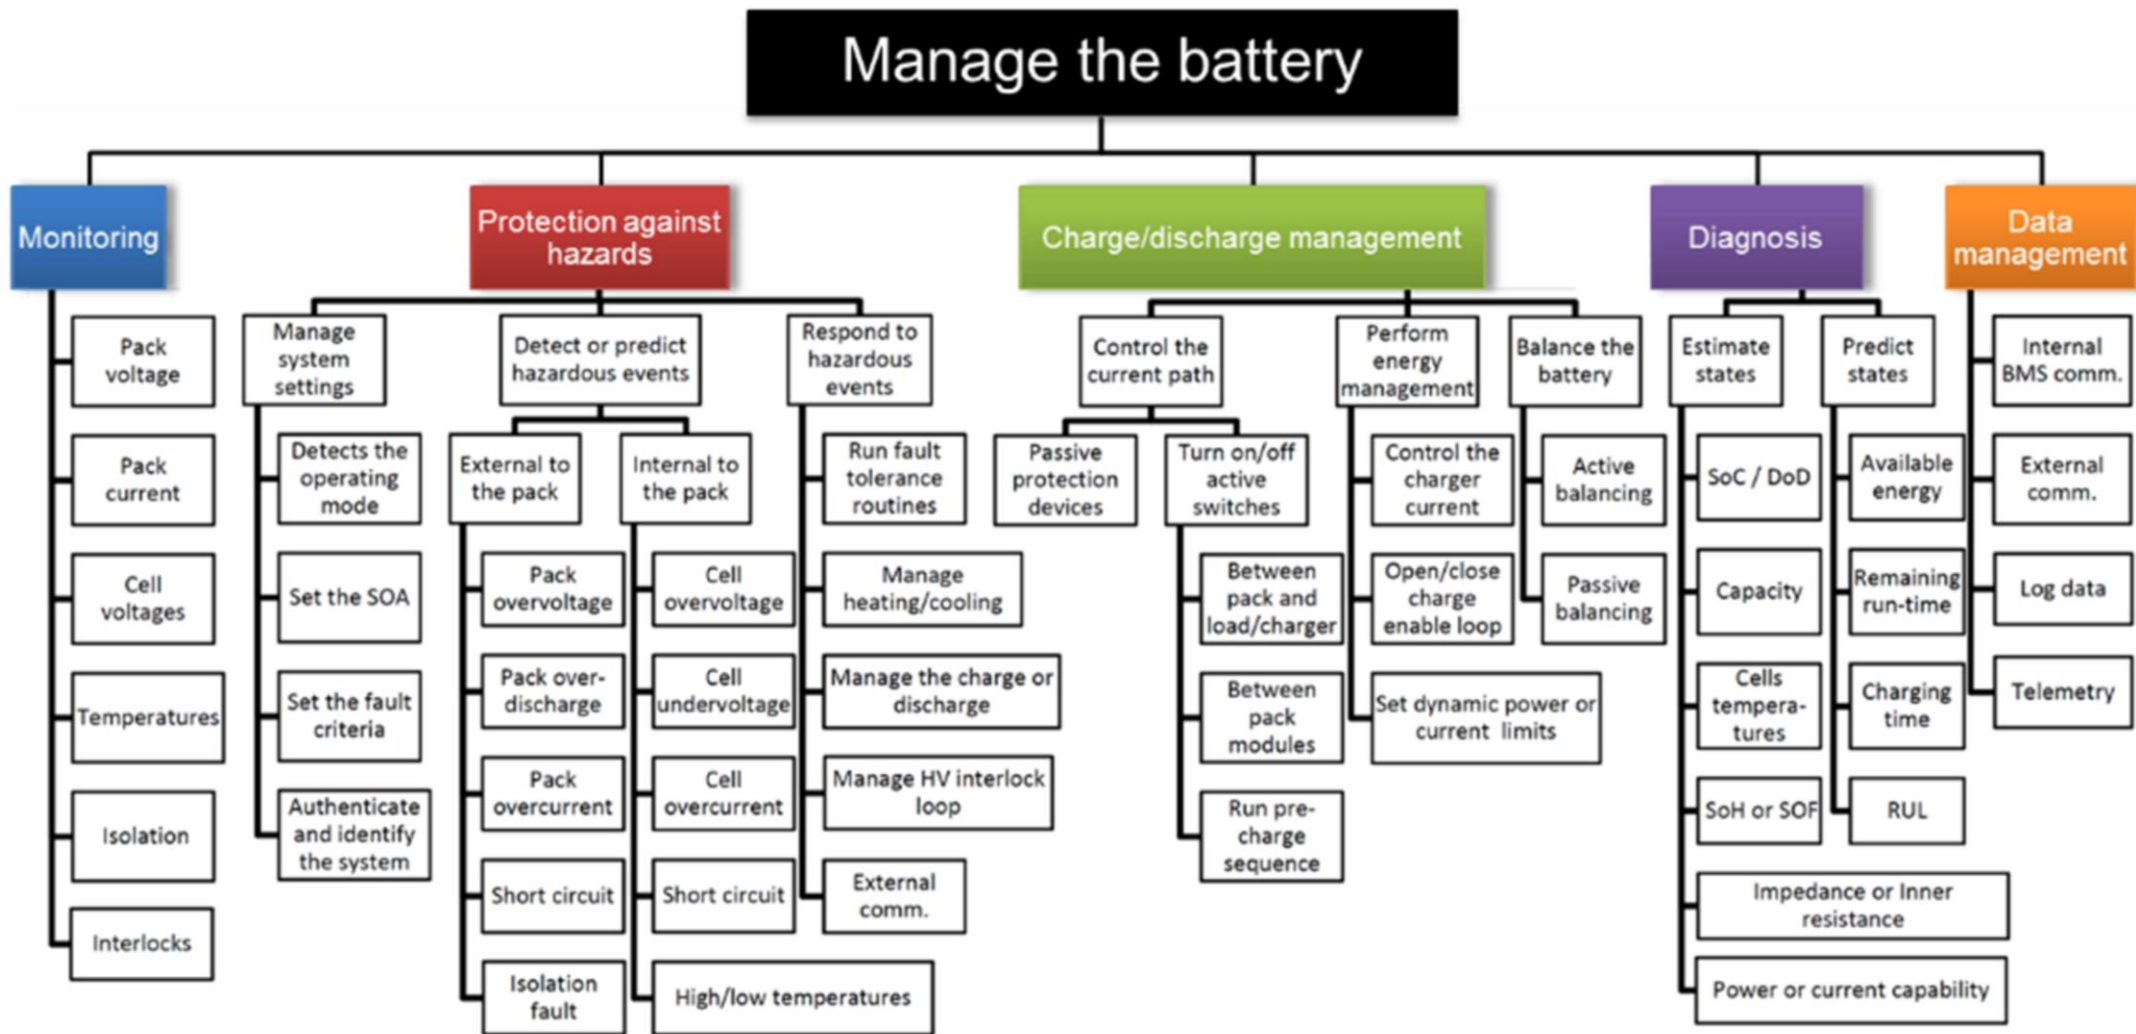 Manage the battery
Monitoring
Pack
voltage
Pack
current
Cell
voltages
Temperatures
Isolation
Interlocks
Protection against
hazards
Manage
system
settings
Detects the
operating
mode
Set the SOA
Set the fault
criteria
Authenticate
and identify
the system
Detect or predict
hazardous events
External to
the pack
Pack
overvoltage
Pack over-
discharge
Pack
overcurrent
Short circuit
Isolation
fault
Internal to
the pack
Cell
overvoltage
Cell
undervoltage
Cell
overcurrent
Short circuit
High/low temperatures
Respond to
hazardous
events
Run fault
tolerance
routines
Manage
heating/cooling
Manage the charge or
discharge
Manage HV interlock
loop
External
comm.
Charge/discharge management
Control the
current path
Passive
protection
devices
Turn on/off
active
switches
Between
pack and
load/charger
Between
pack
modules
Run pre-
charge
sequence
Perform
energy
management
Control the
charger
current
Open/close
charge
enable loop
Set dynamic power or
current limits
Balance the
battery
Active
balancing
Passive
balancing
Diagnosis
Estimate
states
SoC / DoD
Capacity
Cells
tempera-
tures
SoH or SOF
Impedance or Inner
resistance
Power or current capability
Predict
states
Available
energy
Remaining
run-time
Charging
time
RUL
Data
management
Internal
BMS comm.
External
comm.
Log data
Telemetry